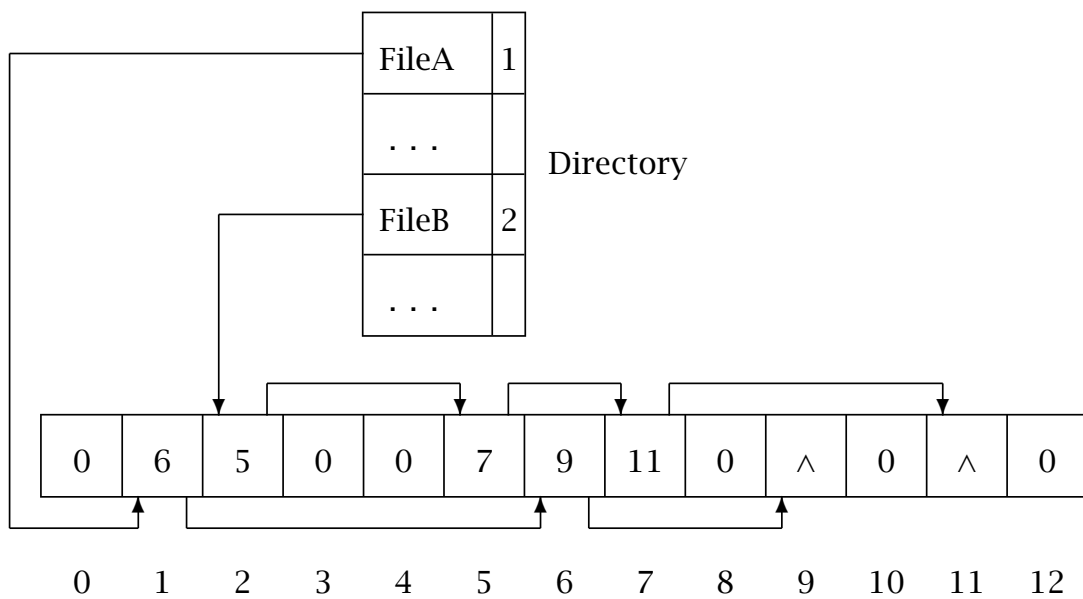 FileA 1
. . .
Directory
FileB 2
. . .
0 6 5 0 0 7 9 11 0 ^ 0 ^ 0
0 1 2 3 4 5 6 7 8 9 10 11 12